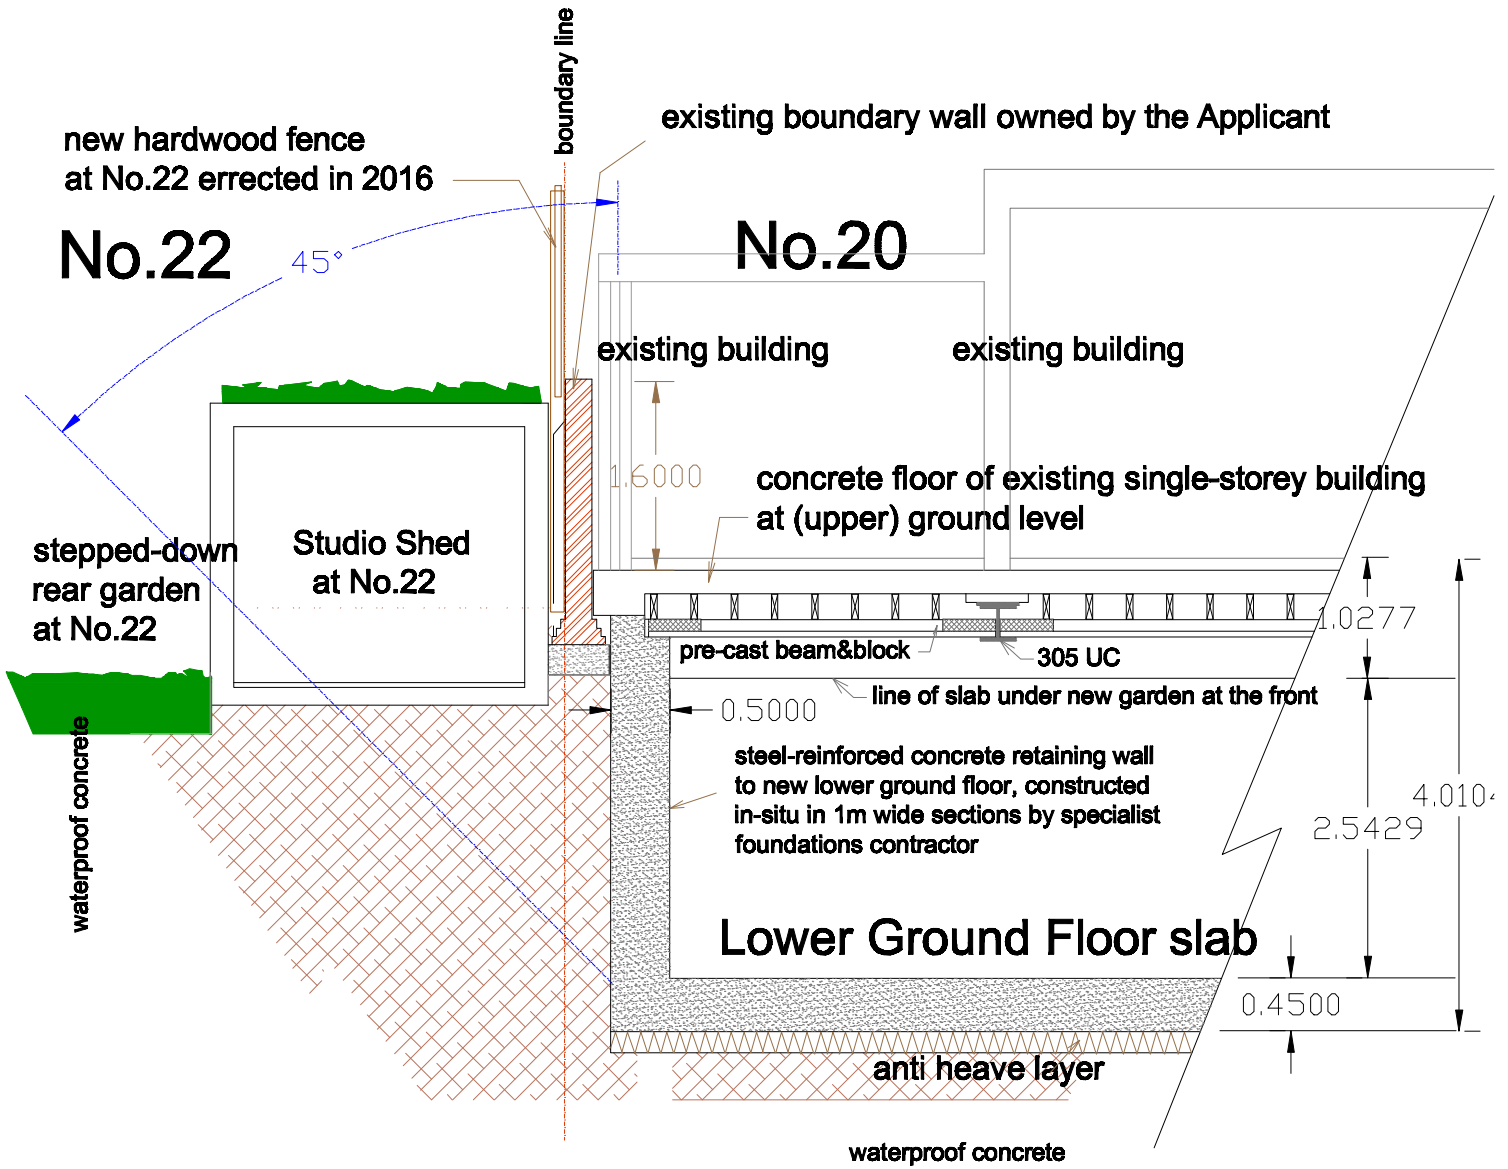 boundary line
existing boundary wall owned by the Applicant
new hardwood fence
at No.22 errected in 2016
No.22
45°
No.20
existing building
existing building
1.6000
concrete floor of existing single-storey building
at (upper) ground level
Studio Shed
at No.22
stepped-down
rear garden
at No.22
1.0277
pre-cast beam&block
305 UC
line of slab under new garden at the front
0.5000
steel-reinforced concrete retaining wall
to new lower ground floor, constructed
in-situ in 1m wide sections by specialist
foundations contractor
waterproof concrete
4.0104
2.5429
Lower Ground Floor slab
0.4500
anti heave layer
waterproof concrete